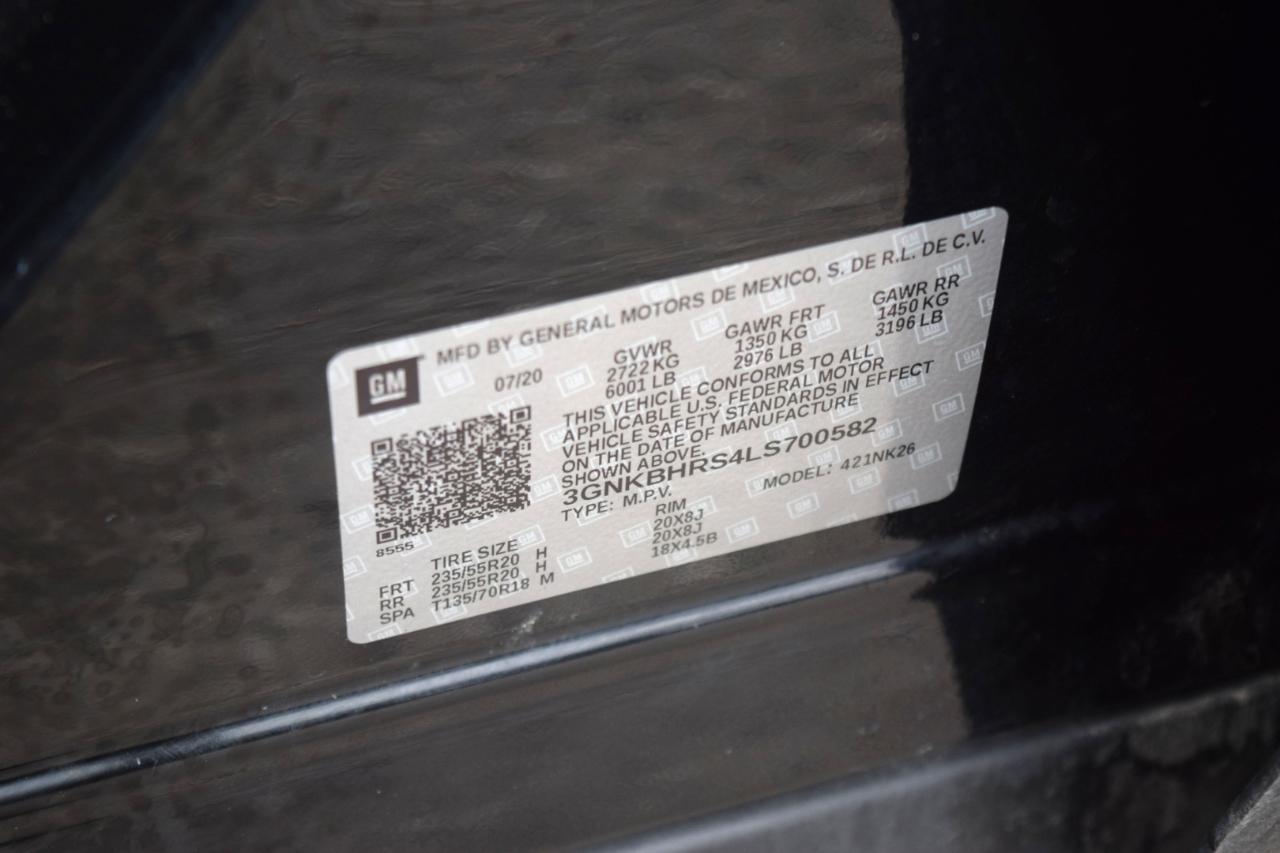 MFD BY GENERAL MOTORS DE MEXICO, S. DE R.L. DE C.V.
GM
07/20
GVWR
2722 KG
6001 LB
GAWR FRT
1350 KG
2976 LB
GAWR RR
1450 KG
3196 LB
THIS VEHICLE CONFORMS TO ALL
APPLICABLE U.S. FEDERAL MOTOR
VEHICLE SAFETY STANDARDS IN EFFECT
ON THE DATE OF MANUFACTURE
SHOWN ABOVE.
3GNKBHRS4LS700582
TYPE: M.P.V.
MODEL: 421NK26
8555
TIRE SIZE
RIM
FRT 235/55R20 H 20X8J
RR 235/55R20 H 20X8J
SPA T135/70R18 M 18X4.5B